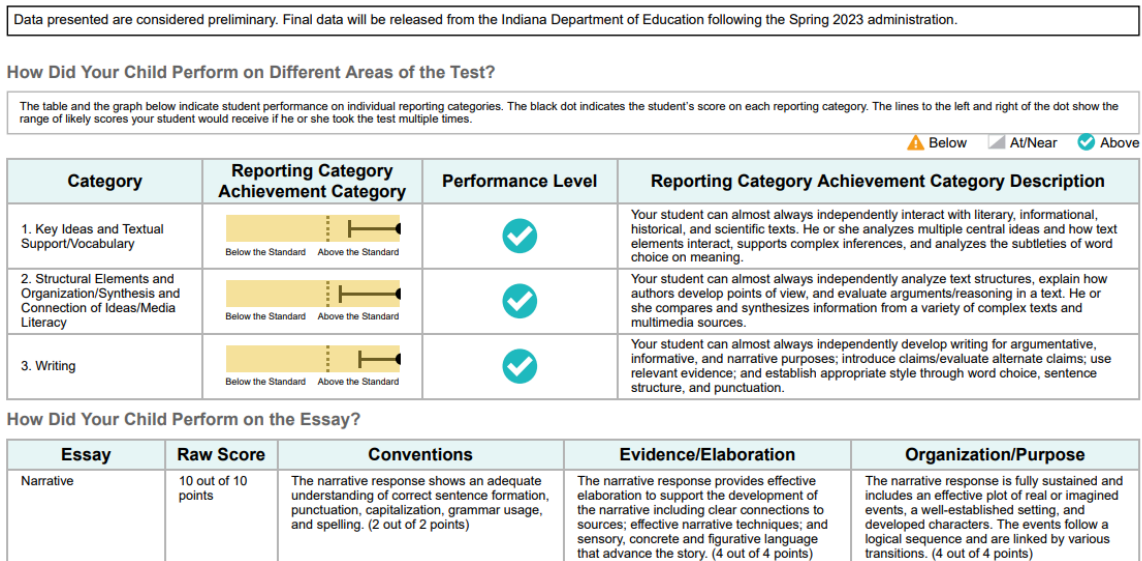 Data presented are considered preliminary. Final data will be released from the Indiana Department of Education following the Spring 2023 administration.
How Did Your Child Perform on Different Areas of the Test?
The table and the graph below indicate student performance on individual reporting categories. The black dot indicates the student's score on each reporting category. The lines to the left and right of the dot show the
range of likely scores your student would receive if he or she took the test multiple times.
Below At/Near Above
Category
Reporting Category
Achievement Category
Performance Level
Reporting Category Achievement Category Description
1. Key Ideas and Textual
Support/Vocabulary
Below the Standard Above the Standard
Your student can almost always independently interact with literary, informational,
historical, and scientific texts. He or she analyzes multiple central ideas and how text
elements interact, supports complex inferences, and analyzes the subtleties of word
choice on meaning.
2. Structural Elements and
Organization/Synthesis and
Connection of Ideas/Media
Literacy
Below the Standard Above the Standard
Your student can almost always independently analyze text structures, explain how
authors develop points of view, and evaluate arguments/reasoning in a text. He or
she compares and synthesizes information from a variety of complex texts and
multimedia sources.
3. Writing
Below the Standard Above the Standard
Your student can almost always independently develop writing for argumentative,
informative, and narrative purposes; introduce claims/evaluate alternate claims; use
relevant evidence; and establish appropriate style through word choice, sentence
structure, and punctuation.
How Did Your Child Perform on the Essay?
Essay
Raw Score
Conventions
Evidence/Elaboration
Organization/Purpose
Narrative
10 out of 10
points
The narrative response shows an adequate
understanding of correct sentence formation,
punctuation, capitalization, grammar usage,
and spelling. (2 out of 2 points)
The narrative response provides effective
elaboration to support the development of
the narrative including clear connections to
sources; effective narrative techniques; and
sensory, concrete and figurative language
that advance the story. (4 out of 4 points)
The narrative response is fully sustained and
includes an effective plot of real or imagined
events, a well-established setting, and
developed characters. The events follow a
logical sequence and are linked by various
transitions. (4 out of 4 points)